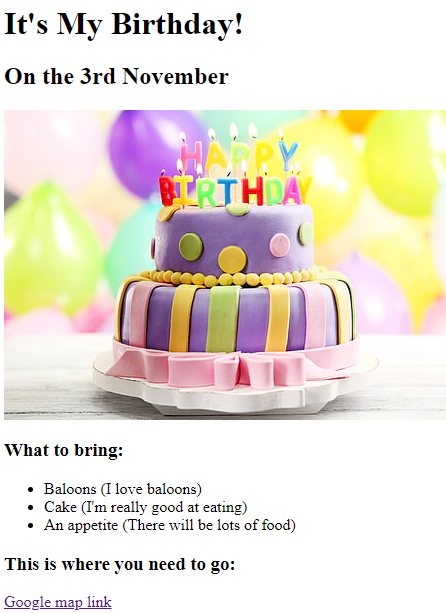 It's My Birthday!
On the 3rd November
HAPPY
BIRTHDAY
What to bring:
Baloons (I love baloons)
Cake (I'm really good at eating)
An appetite (There will be lots of food)
This is where you need to go:
Google map link